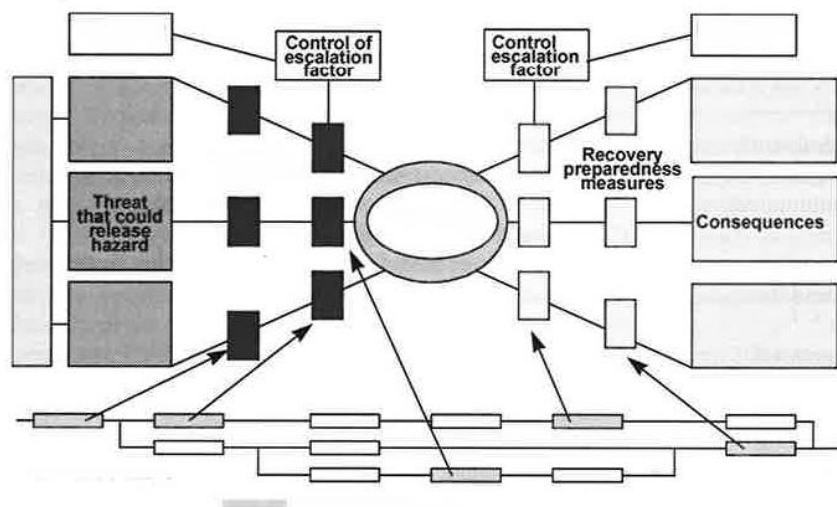 Control of
escalation
factor
Control
escalation
factor
Threat
that could
release
hazard
Recovery
preparedness
measures
Consequences